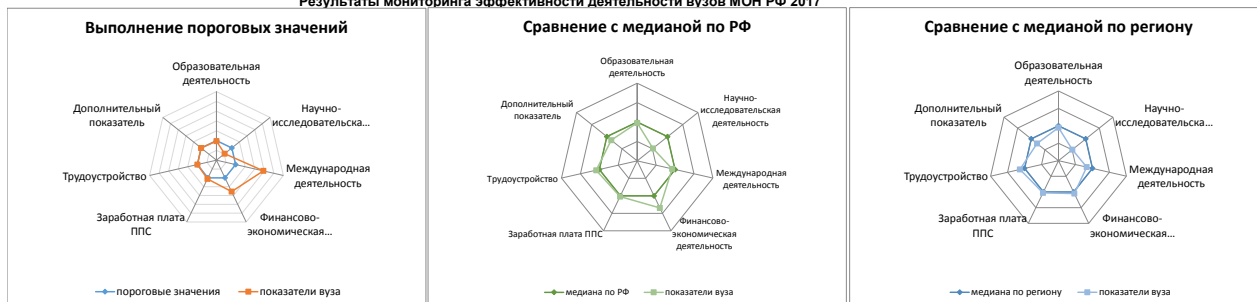 Результаты мониторинга эффективности деятельности вузов МОН РФ 2017
Выполнение пороговых значений
Образовательная
деятельность
Научно-
исследовательска…
Международная
деятельность
Финансово-
экономическая…
Заработная плата
ППС
Трудоустройство
Дополнительный
показатель
пороговые значения
показатели вуза
Сравнение с медианой по РФ
Образовательная
деятельность
Научно-
исследовательская
деятельность
Международная
деятельность
Финансово-
экономическая
деятельность
Заработная плата ППС
Трудоустройство
Дополнительный
показатель
медиана по РФ
показатели вуза
Сравнение с медианой по региону
Образовательная
деятельность
Научно-
исследовательска…
Международная
деятельность
Финансово-
экономическая…
Заработная плата
ППС
Трудоустройство
Дополнительный
показатель
медиана по региону
показатели вуза